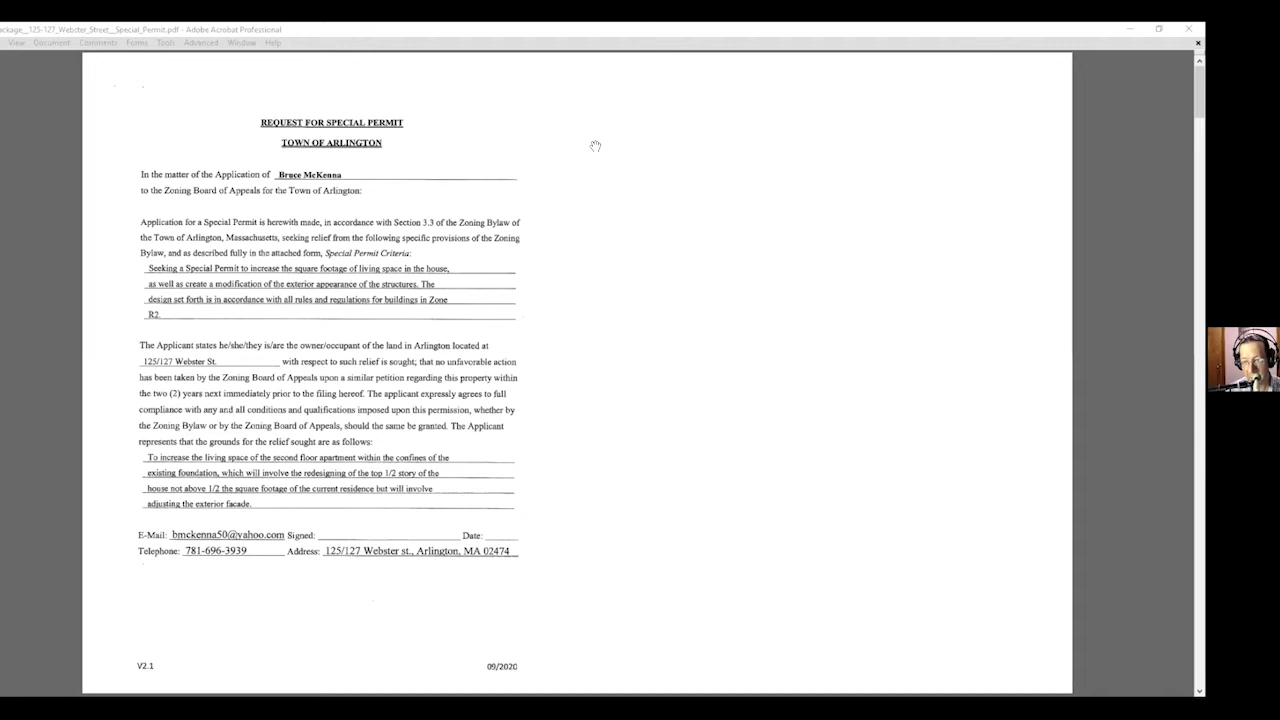 ackage__125-127_Webster_Street__Special_Permit.pdf - Adobe Acrobat Professional
View Document Comments Forms Tools Advanced Window Help
REQUEST FOR SPECIAL PERMIT
TOWN OF ARLINGTON
In the matter of the Application of Bruce McKenna
to the Zoning Board of Appeals for the Town of Arlington:
Application for a Special Permit is herewith made, in accordance with Section 3.3 of the Zoning Bylaw of
the Town of Arlington, Massachusetts, seeking relief from the following specific provisions of the Zoning
Bylaw, and as described fully in the attached form, Special Permit Criteria:
Seeking a Special Permit to increase the square footage of living space in the house,
as well as create a modification of the exterior appearance of the structures. The
design set forth is in accordance with all rules and regulations for buildings in Zone
R2.
The Applicant states he/she/they is/are the owner/occupant of the land in Arlington located at
125/127 Webster St. with respect to such relief is sought; that no unfavorable action
has been taken by the Zoning Board of Appeals upon a similar petition regarding this property within
the two (2) years next immediately prior to the filing hereof. The applicant expressly agrees to full
compliance with any and all conditions and qualifications imposed upon this permission, whether by
the Zoning Bylaw or by the Zoning Board of Appeals, should the same be granted. The Applicant
represents that the grounds for the relief sought are as follows:
To increase the living space of the second floor apartment within the confines of the
existing foundation, which will involve the redesigning of the top 1/2 story of the
house not above 1/2 the square footage of the current residence but will involve
adjusting the exterior facade.
E-Mail: bmckenna50@yahoo.com Signed: Date:
Telephone: 781-696-3939 Address: 125/127 Webster st., Arlington, MA 02474
V2.1 09/2020